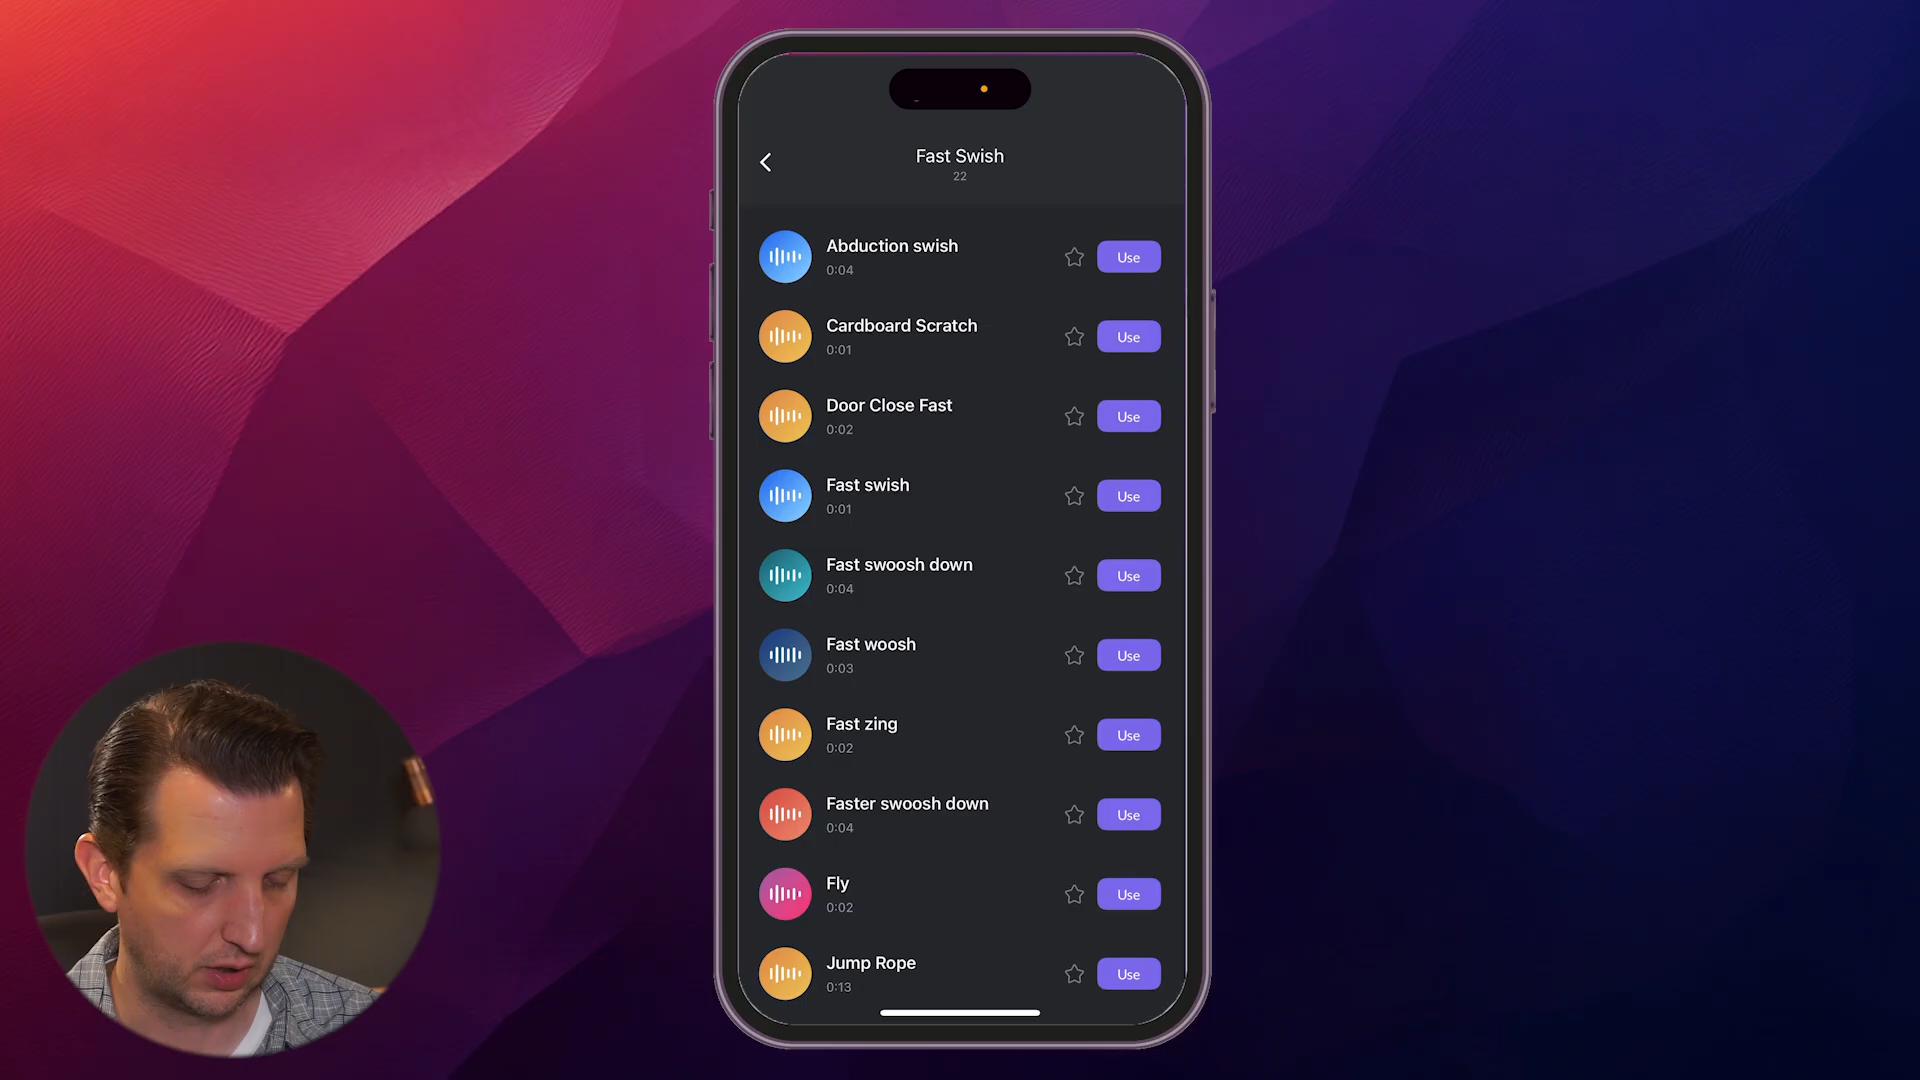 Fast Swish
22
Abduction swish
0:04
Use
Cardboard Scratch
0:01
Use
Door Close Fast
0:02
Use
Fast swish
0:01
Use
Fast swoosh down
0:04
Use
Fast woosh
0:03
Use
Fast zing
0:02
Use
Faster swoosh down
0:04
Use
Fly
0:02
Use
Jump Rope
0:13
Use